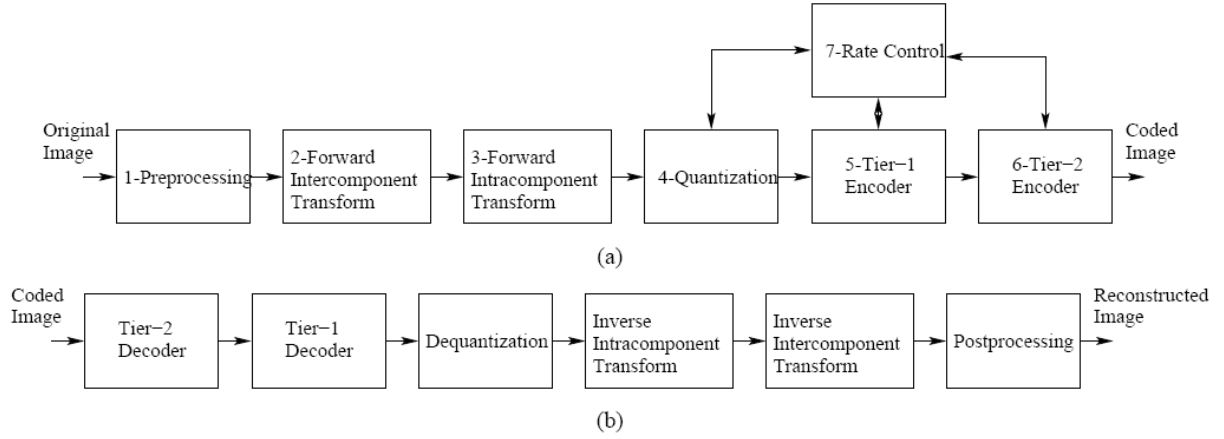 7-Rate Control
Original
Image
1-Preprocessing
2-Forward
Intercomponent
Transform
3-Forward
Intracomponent
Transform
4-Quantization
5-Tier-1
Encoder
6-Tier-2
Encoder
Coded
Image
(a)
Coded
Image
Tier-2
Decoder
Tier-1
Decoder
Dequantization
Inverse
Intracomponent
Transform
Inverse
Intercomponent
Transform
Postprocessing
Reconstructed
Image
(b)